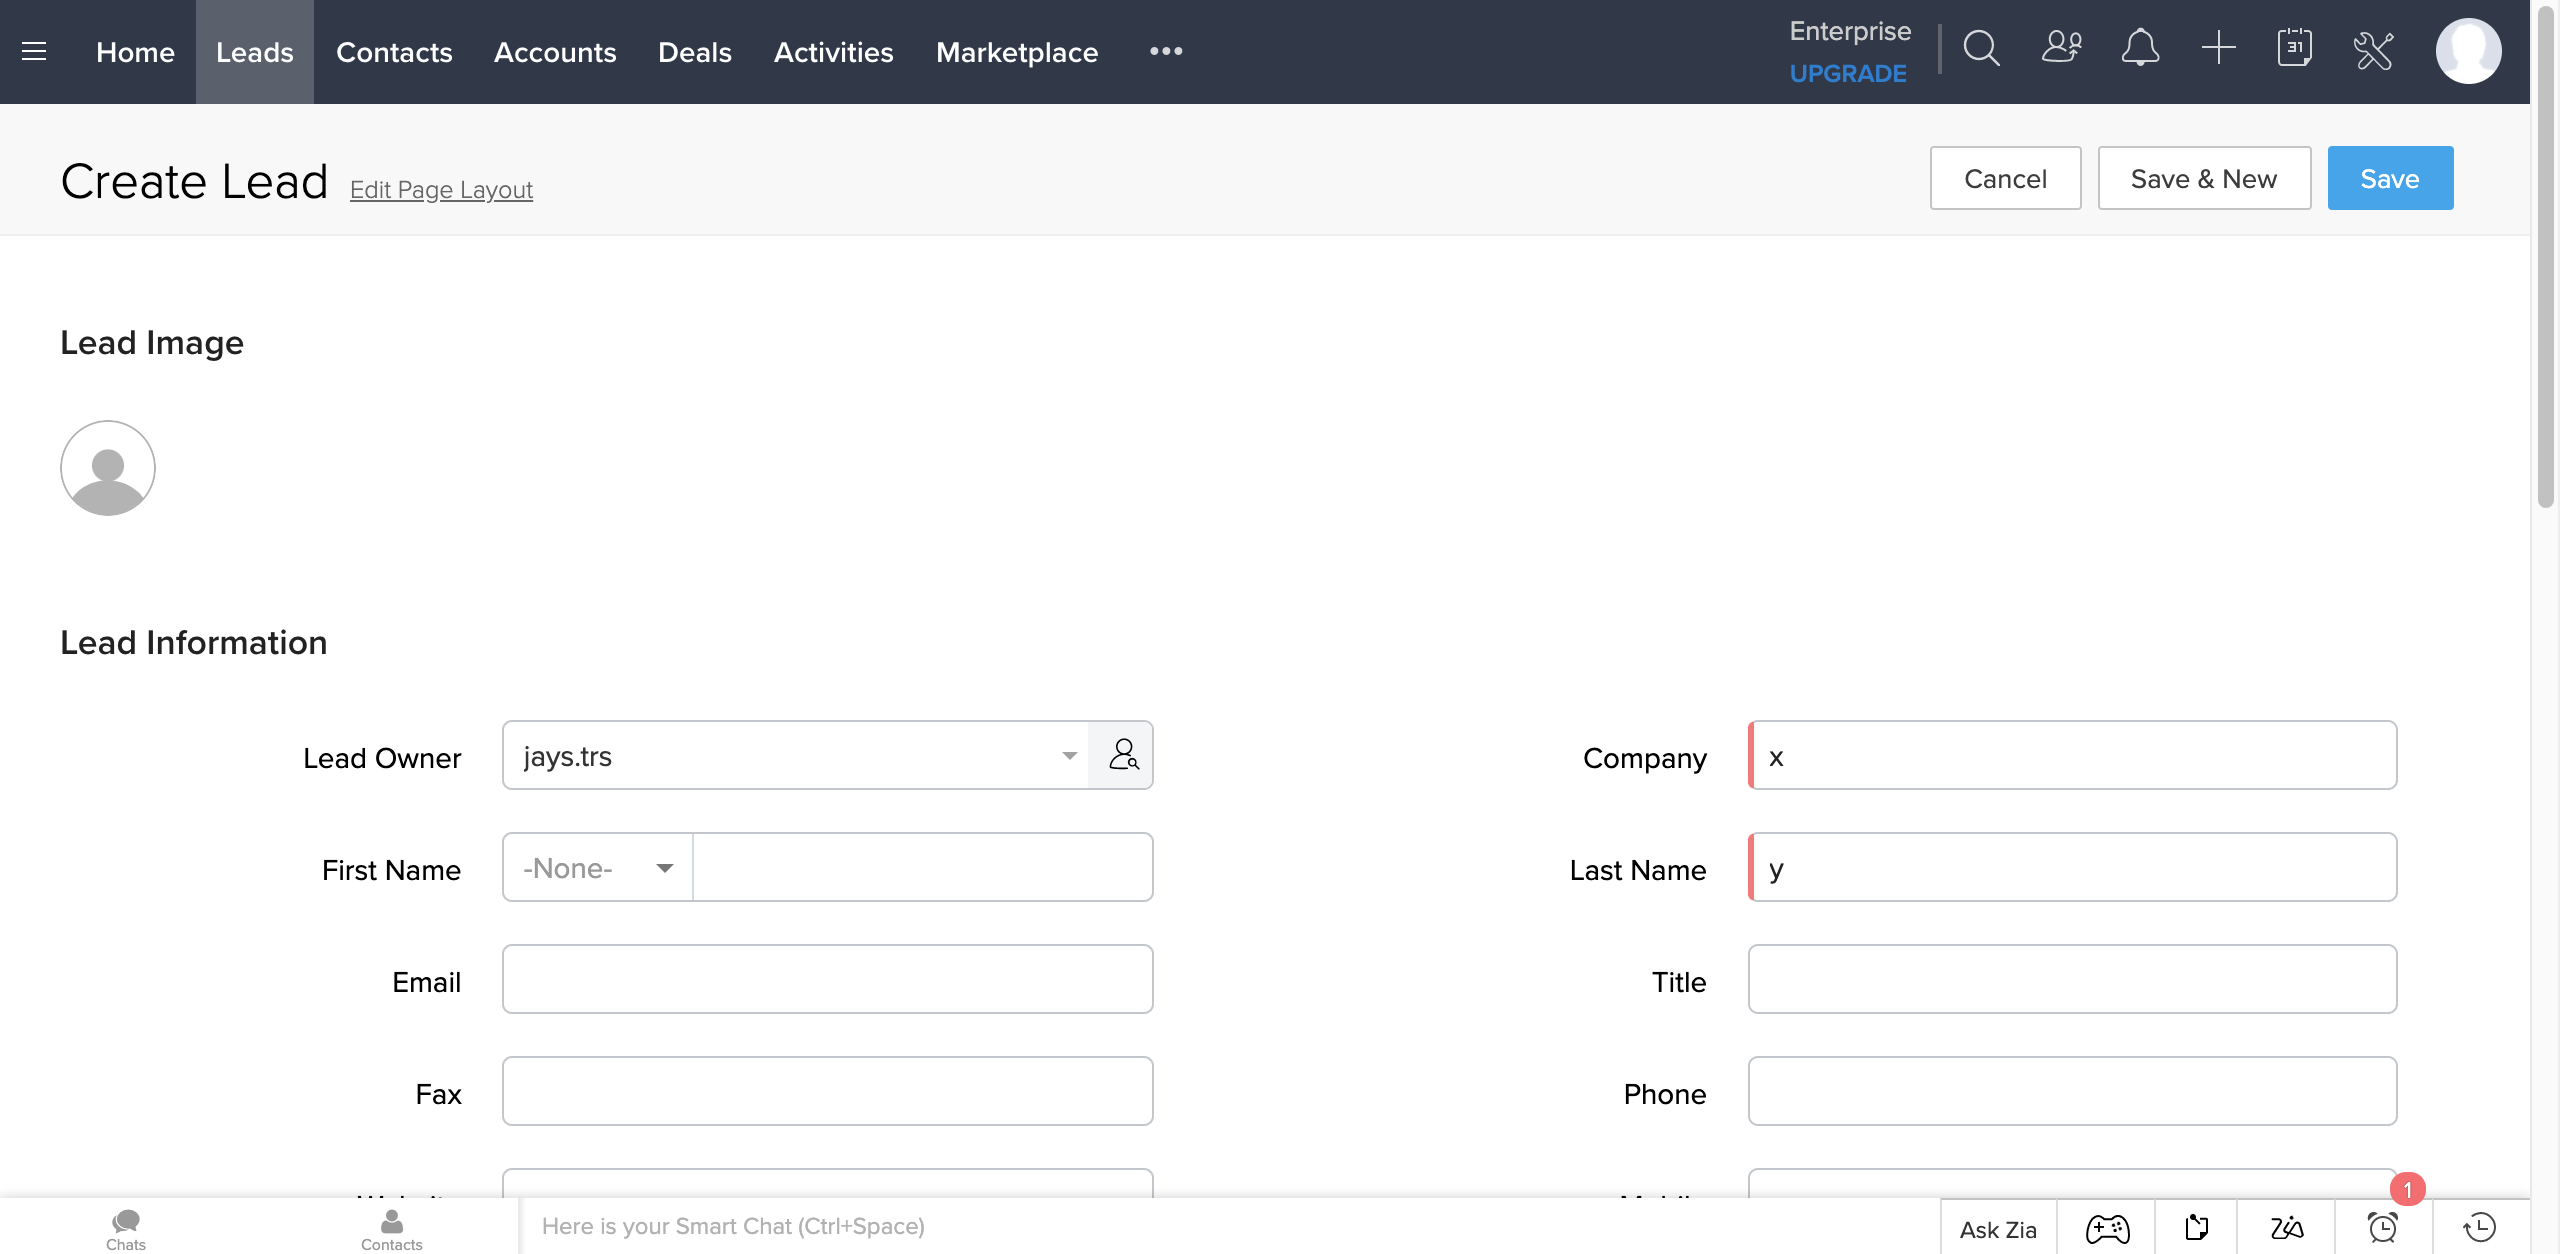 Home Leads Contacts Accounts Deals Activities Marketplace •••
Enterprise
UPGRADE
31
Create Lead Edit Page Layout
Cancel Save & New Save
Lead Image
Lead Information
Lead Owner jays.trs
Company x
First Name -None-
Last Name y
Email
Title
Fax
Phone
1
Chats
Contacts
Here is your Smart Chat (Ctrl+Space)
Ask Zia